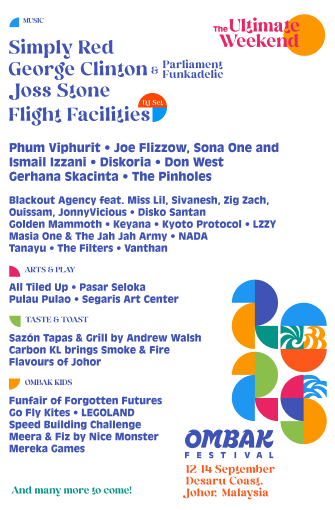 MUSIC
The Ultimate
Weekend
Simply Red
George Clinton & Parliament Funkadelic
Joss Stone
Flight Facilities DJ Set
Phum Viphurit • Joe Flizzow, Sona One and
Ismail Izzani • Diskoria • Don West
Gerhana Skacinta • The Pinholes
Blackout Agency feat. Miss Lil, Sivanesh, Zig Zach,
Ouissam, JonnyVicious • Disko Santan
Golden Mammoth • Keyana • Kyoto Protocol • LZZY
Masia One & The Jah Jah Army • NADA
Tanayu • The Filters • Vanthan
ARTS & PLAY
All Tiled Up • Pasar Seloka
Pulau Pulao • Segaris Art Center
TASTE & TOAST
Sazón Tapas & Grill by Andrew Walsh
Carbon KL brings Smoke & Fire
Flavours of Johor
OMBAK KIDS
Funfair of Forgotten Futures
Go Fly Kites • LEGOLAND
Speed Building Challenge
Meera & Fiz by Nice Monster
Mereka Games
And many more to come!
OMBAK
FESTIVAL
12-14 September
Desaru Coast,
Johor, Malaysia